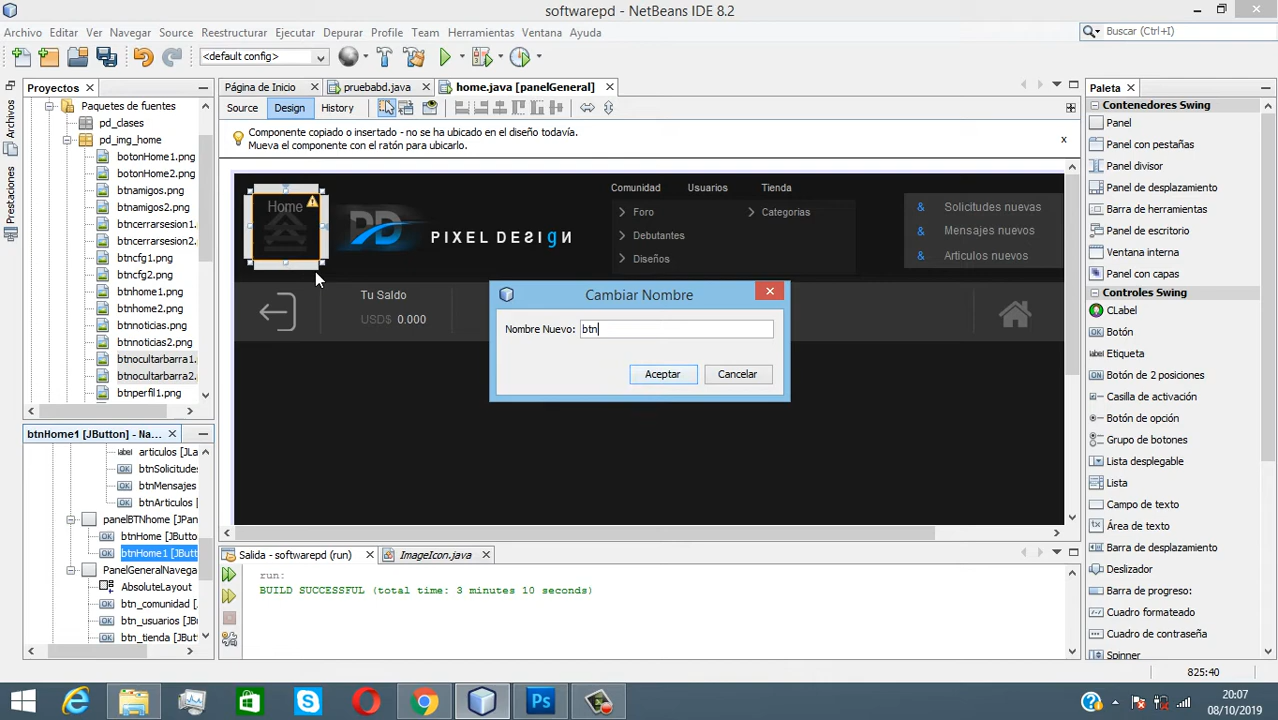 softwarepd - NetBeans IDE 8.2
Archivo Editar Ver Navegar Source Reestructurar Ejecutar Depurar Profile Team Herramientas Ventana Ayuda
Buscar (Ctrl+I)
<default config>
Proyectos
Página de Inicio pruebabd.java home.java [panelGeneral]
Paleta
Archivos
Prestaciones
Paquetes de fuentes
pd_clases
pd_img_home
botonHome1.png
botonHome2.png
btnamigos.png
btnamigos2.png
btncerrarsesion1.
btncerrarsesion2.
btncfg1.png
btncfg2.png
btnhome1.png
btnhome2.png
btnnoticias.png
btnnoticias2.png
btnocultarbarra1.
btnocultarbarra2.
btnperfil1.png
Source Design History
Componente copiado o insertado - no se ha ubicado en el diseño todavía.
Mueva el componente con el ratón para ubicarlo.
x
Home
PD PIXEL DESIGN
Comunidad Usuarios Tienda
Foro Categorias
Debutantes
Diseños
& Solicitudes nuevas
& Mensajes nuevos
& Articulos nuevos
Tu Saldo
USD$ 0.000
Cambiar Nombre
Nombre Nuevo: btn
Aceptar Cancelar
btnHome1 [JButton] - Na...
articulos [JLa
btnSolicitudes
btnMensajes
btnArticulos [
panelBTNhome [JPan
btnHome [JButto
btnHome1 [JButt
PanelGeneralNavega
AbsoluteLayout
btn_comunidad [
btn_usuarios [JBu
btn_tienda [JButto
Salida - softwarepd (run) ImageIcon.java
run:
BUILD SUCCESSFUL (total time: 3 minutes 10 seconds)
Contenedores Swing
Panel
Panel con pestañas
Panel divisor
Panel de desplazamiento
Barra de herramientas
Panel de escritorio
Ventana interna
Panel con capas
Controles Swing
CLabel
Botón
Etiqueta
Botón de 2 posiciones
Casilla de activación
Botón de opción
Grupo de botones
Lista desplegable
Lista
Campo de texto
Área de texto
Barra de desplazamiento
Deslizador
Barra de progreso:
Cuadro formateado
Cuadro de contraseña
Spinner
825:40
Ps
20:07
08/10/2019